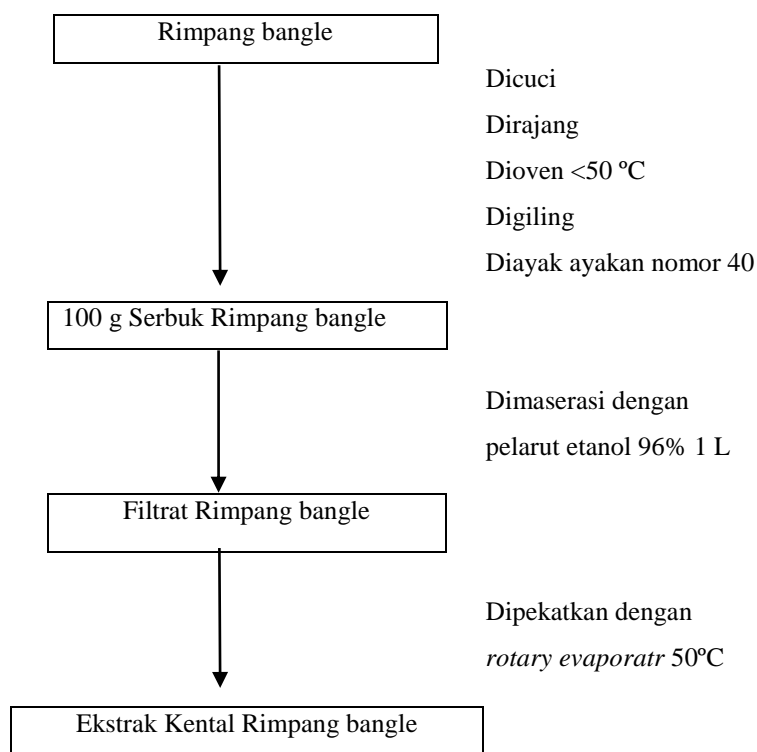 Rimpang bangle
Dicuci
Dirajang
Dioven <50 ºC
Digiling
Diayak ayakan nomor 40
100 g Serbuk Rimpang bangle
Dimaserasi dengan
pelarut etanol 96% 1 L
Filtrat Rimpang bangle
Dipekatkan dengan
rotary evaporatr 50ºC
Ekstrak Kental Rimpang bangle